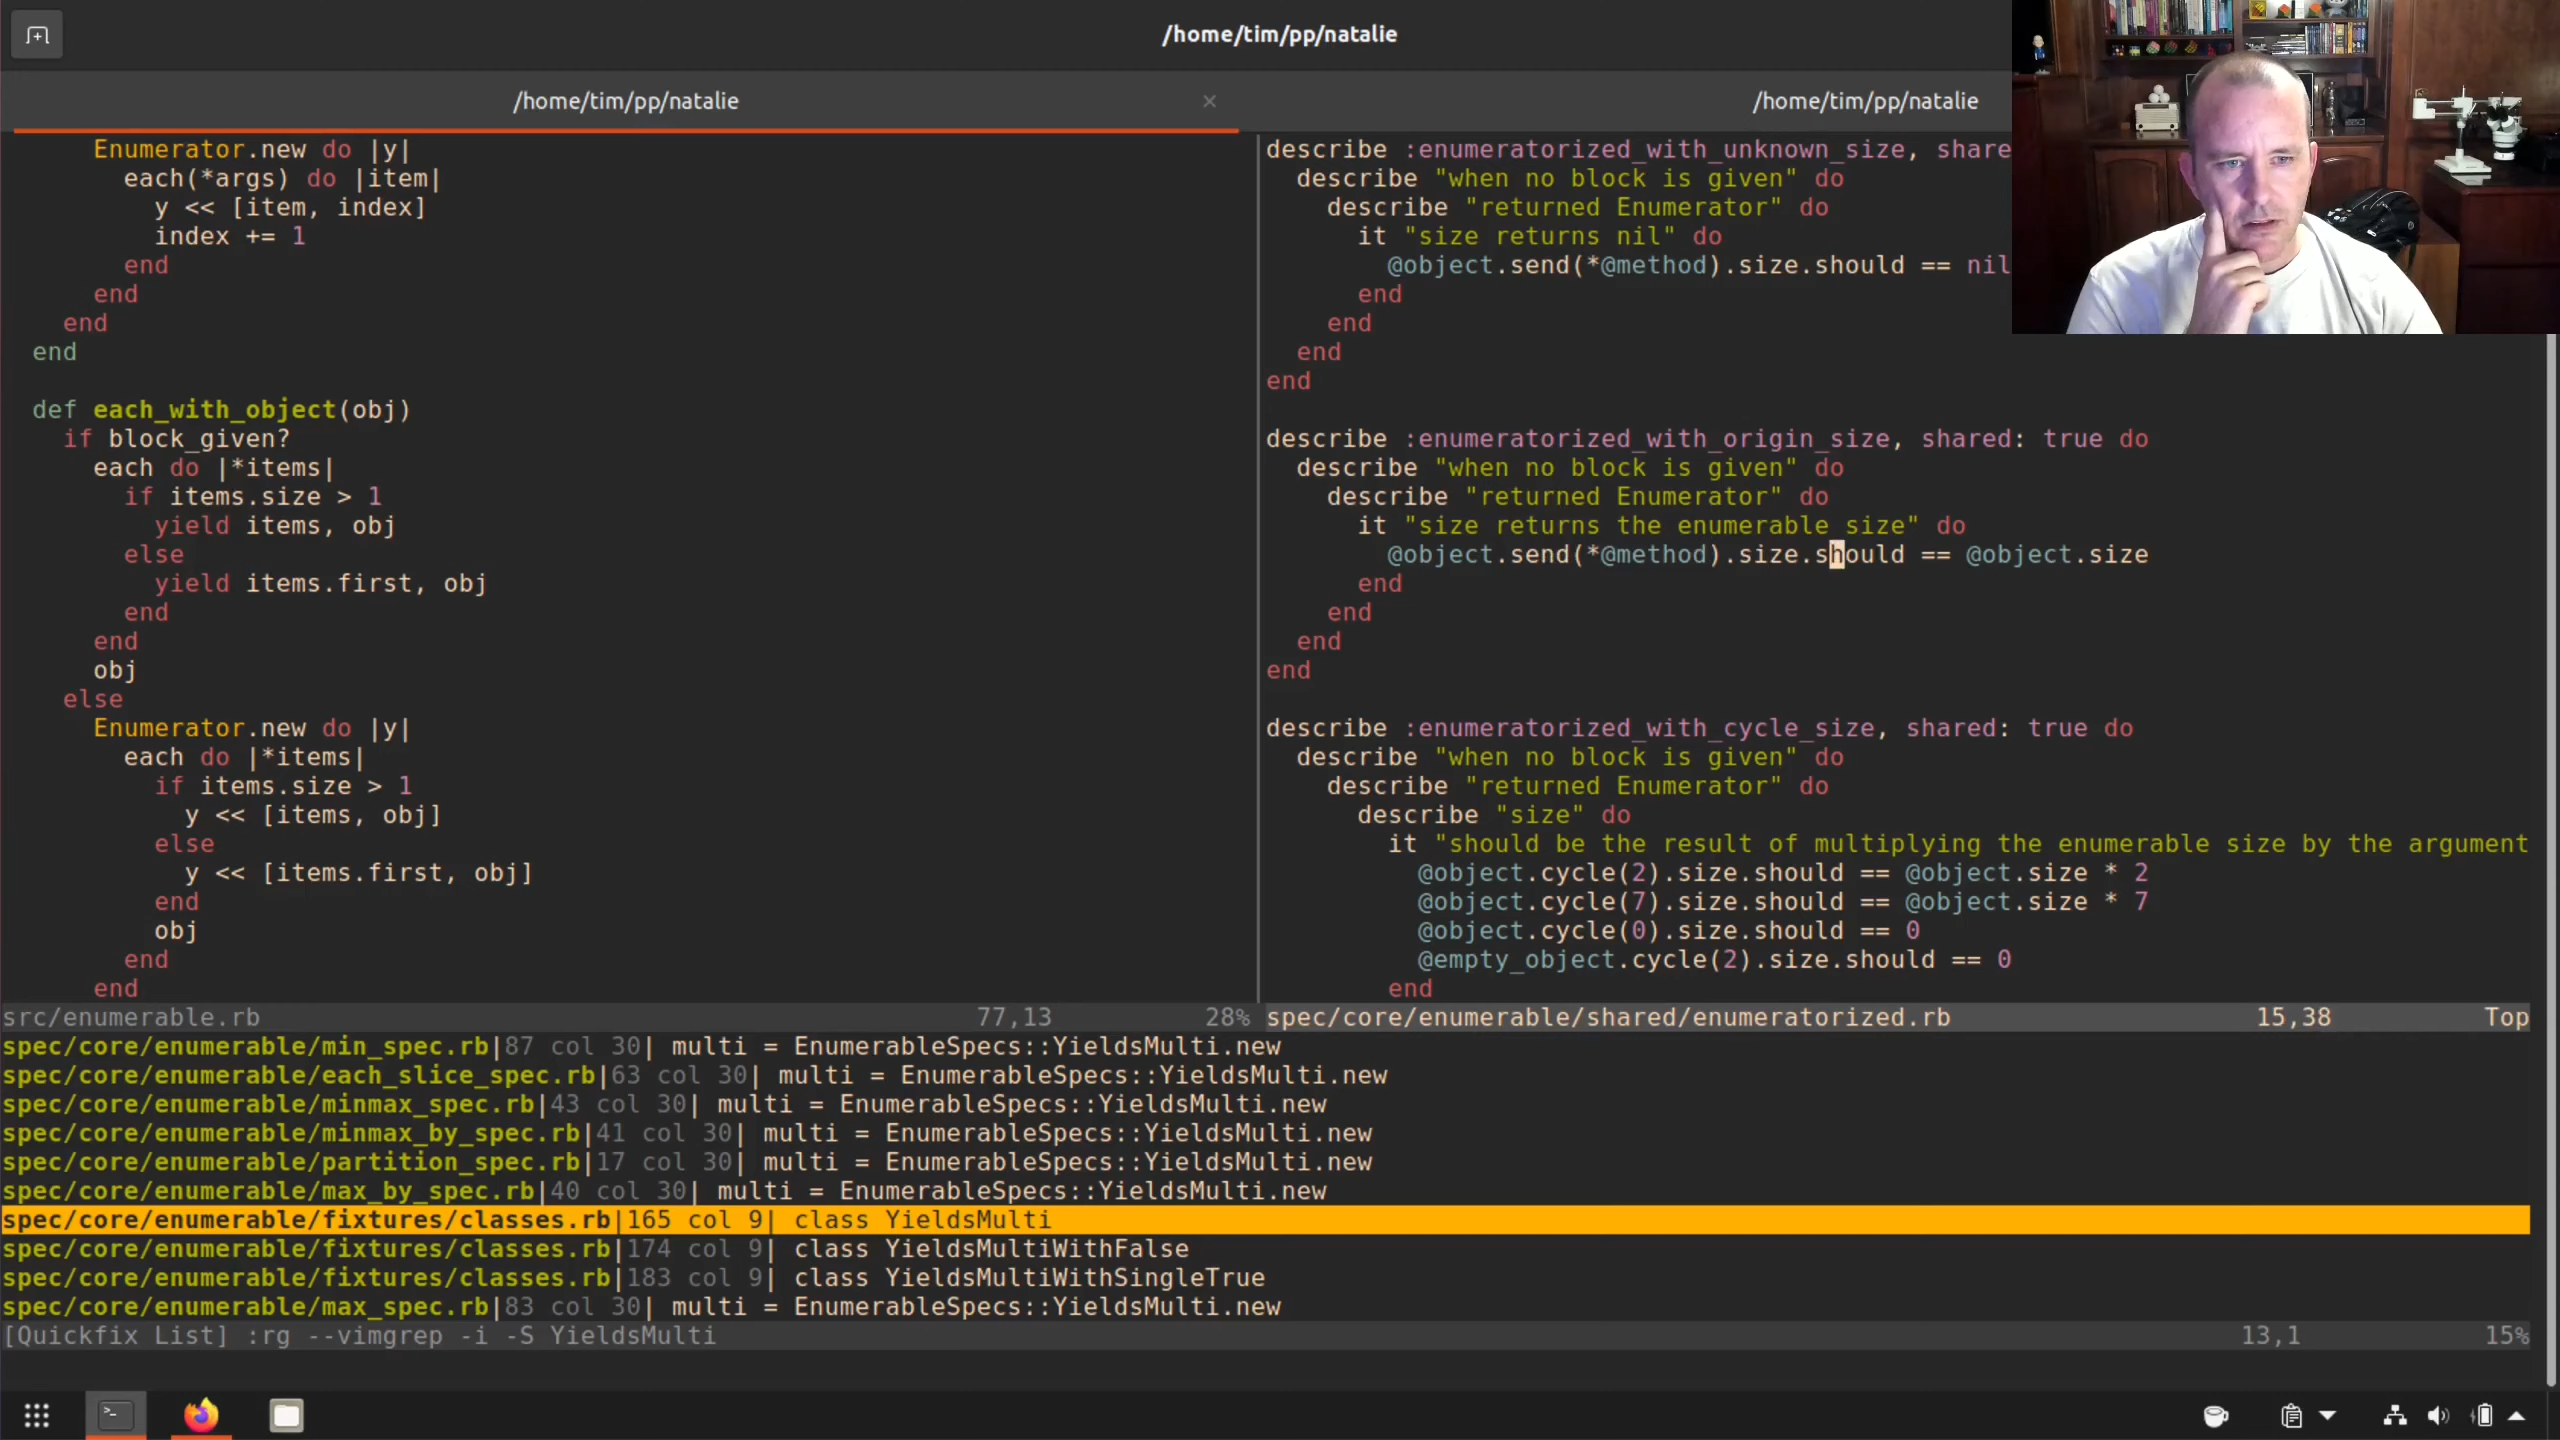 /home/tim/pp/natalie
/home/tim/pp/natalie ×
/home/tim/pp/natalie
    Enumerator.new do |y|
      each(*args) do |item|
        y << [item, index]
        index += 1
      end
    end
  end
end

def each_with_object(obj)
  if block_given?
    each do |*items|
      if items.size > 1
        yield items, obj
      else
        yield items.first, obj
      end
    end
    obj
  else
    Enumerator.new do |y|
      each do |*items|
        if items.size > 1
          y << [items, obj]
        else
          y << [items.first, obj]
        end
        obj
      end
    end
src/enumerable.rb 77,13 28%
describe :enumeratorized_with_unknown_size, share
  describe "when no block is given" do
    describe "returned Enumerator" do
      it "size returns nil" do
        @object.send(*@method).size.should == nil
      end
    end
  end
end

describe :enumeratorized_with_origin_size, shared: true do
  describe "when no block is given" do
    describe "returned Enumerator" do
      it "size returns the enumerable size" do
        @object.send(*@method).size.should == @object.size
      end
    end
  end
end

describe :enumeratorized_with_cycle_size, shared: true do
  describe "when no block is given" do
    describe "returned Enumerator" do
      describe "size" do
        it "should be the result of multiplying the enumerable size by the argument
          @object.cycle(2).size.should == @object.size * 2
          @object.cycle(7).size.should == @object.size * 7
          @object.cycle(0).size.should == 0
          @empty_object.cycle(2).size.should == 0
        end
spec/core/enumerable/shared/enumeratorized.rb 15,38 Top
spec/core/enumerable/min_spec.rb|87 col 30| multi = EnumerableSpecs::YieldsMulti.new
spec/core/enumerable/each_slice_spec.rb|63 col 30| multi = EnumerableSpecs::YieldsMulti.new
spec/core/enumerable/minmax_spec.rb|43 col 30| multi = EnumerableSpecs::YieldsMulti.new
spec/core/enumerable/minmax_by_spec.rb|41 col 30| multi = EnumerableSpecs::YieldsMulti.new
spec/core/enumerable/partition_spec.rb|17 col 30| multi = EnumerableSpecs::YieldsMulti.new
spec/core/enumerable/max_by_spec.rb|40 col 30| multi = EnumerableSpecs::YieldsMulti.new
spec/core/enumerable/fixtures/classes.rb|165 col 9| class YieldsMulti
spec/core/enumerable/fixtures/classes.rb|174 col 9| class YieldsMultiWithFalse
spec/core/enumerable/fixtures/classes.rb|183 col 9| class YieldsMultiWithSingleTrue
spec/core/enumerable/max_spec.rb|83 col 30| multi = EnumerableSpecs::YieldsMulti.new
[Quickfix List] :rg --vimgrep -i -S YieldsMulti 13,1 15%